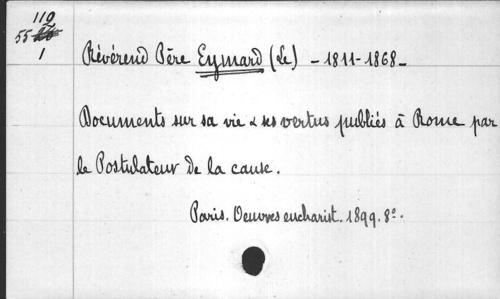 119
55
1
Révérend Père Eymard (Le) - 1811-1868 -
Documents sur sa vie & ses vertus publiés à Rome par
le Postulateur de la cause.
Paris. Oeuvres eucharist. 1899. 8º.